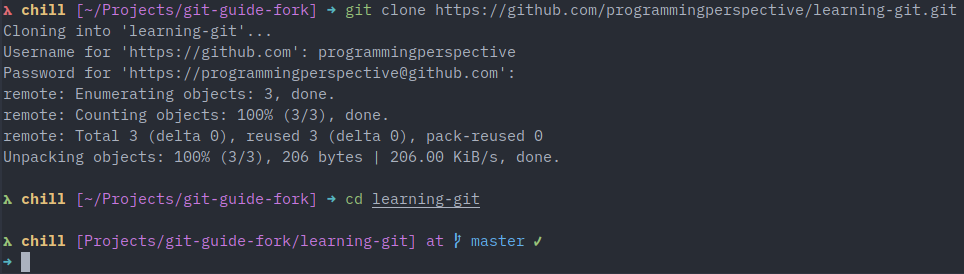 λ chill [~/Projects/git-guide-fork] ➜ git clone https://github.com/programmingperspective/learning-git.git
Cloning into 'learning-git'...
Username for 'https://github.com': programmingperspective
Password for 'https://programmingperspective@github.com':
remote: Enumerating objects: 3, done.
remote: Counting objects: 100% (3/3), done.
remote: Total 3 (delta 0), reused 3 (delta 0), pack-reused 0
Unpacking objects: 100% (3/3), 206 bytes | 206.00 KiB/s, done.
λ chill [~/Projects/git-guide-fork] ➜ cd learning-git
λ chill [Projects/git-guide-fork/learning-git] at  master ✓
➜